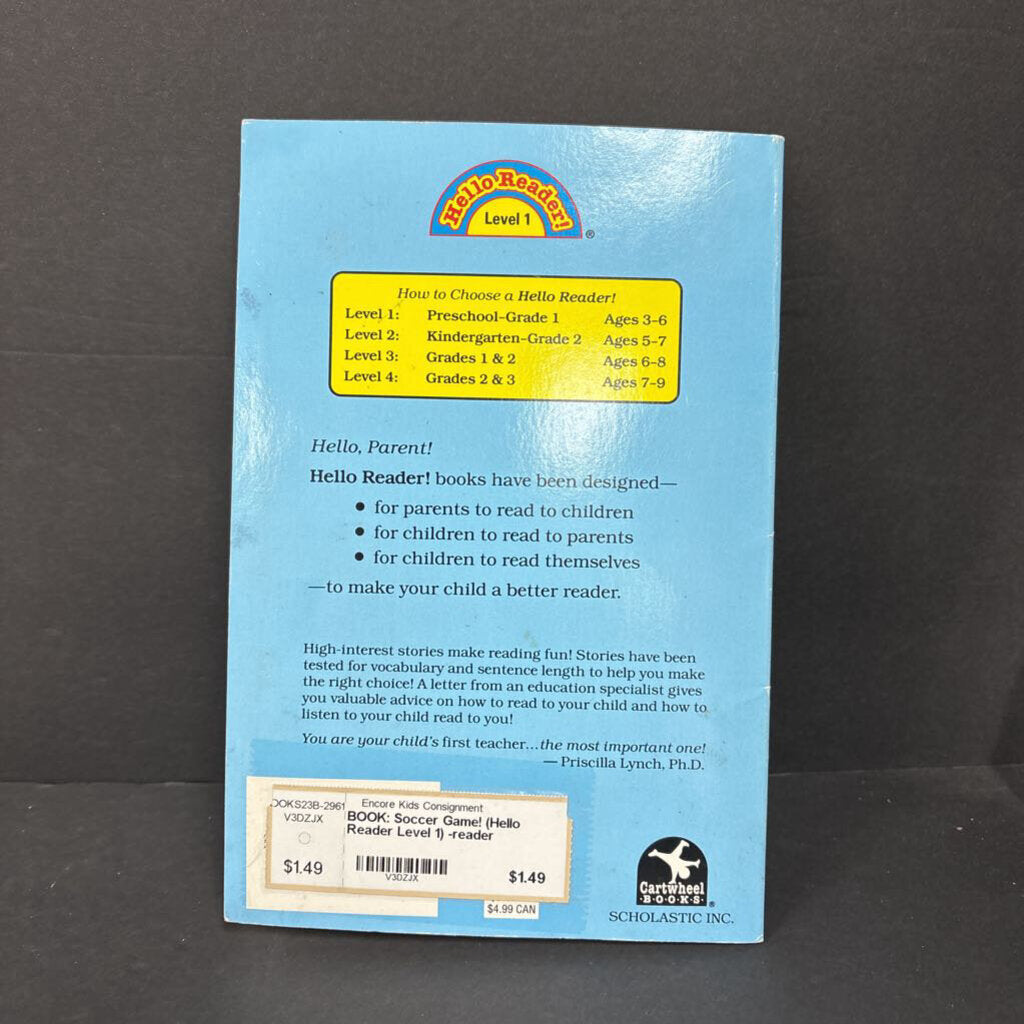 Hello Reader!
Level 1
®
How to Choose a Hello Reader!
Level 1: Preschool-Grade 1 Ages 3-6
Level 2: Kindergarten-Grade 2 Ages 5-7
Level 3: Grades 1 & 2 Ages 6-8
Level 4: Grades 2 & 3 Ages 7-9
Hello, Parent!
Hello Reader! books have been designed—
• for parents to read to children
• for children to read to parents
• for children to read themselves
—to make your child a better reader.
High-interest stories make reading fun! Stories have been
tested for vocabulary and sentence length to help you make
the right choice! A letter from an education specialist gives
you valuable advice on how to read to your child and how to
listen to your child read to you!
You are your child's first teacher...the most important one!
— Priscilla Lynch, Ph.D.
OOKS23B-2961
V3DZJX
$1.49
Encore Kids Consignment
BOOK: Soccer Game! (Hello
Reader Level 1) -reader
V3DZJX
$1.49
$4.99 CAN
Cartwheel
·B·O·O·K·S·®
SCHOLASTIC INC.